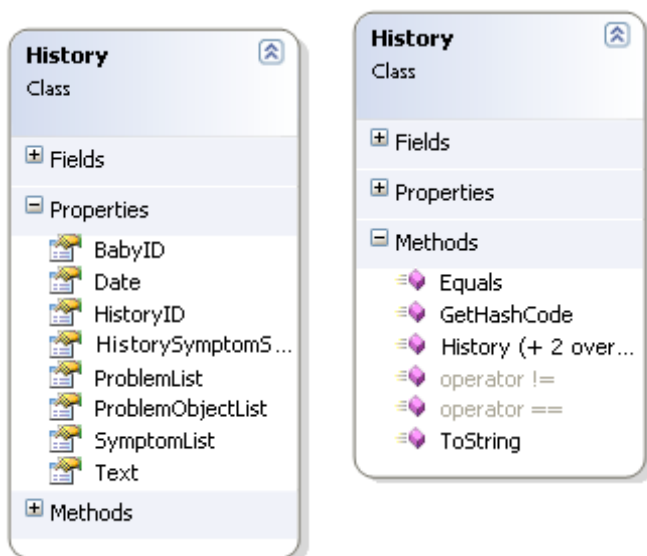 History
Class
Fields
Properties
BabyID
Date
HistoryID
HistorySymptomS...
ProblemList
ProblemObjectList
SymptomList
Text
Methods
History
Class
Fields
Properties
Methods
Equals
GetHashCode
History (+ 2 over...
operator !=
operator ==
ToString